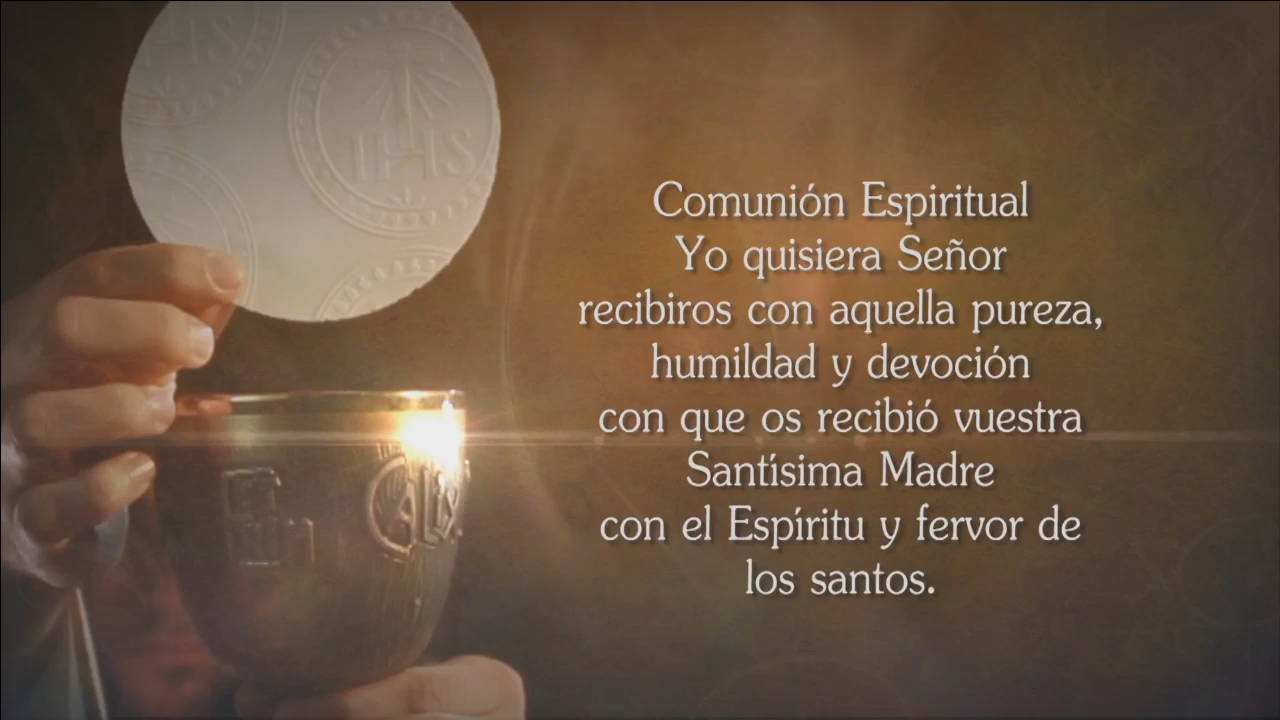 IHS
Comunión Espiritual
Yo quisiera Señor
recibiros con aquella pureza,
humildad y devoción
con que os recibió vuestra
Santísima Madre
con el Espíritu y fervor de
los santos.